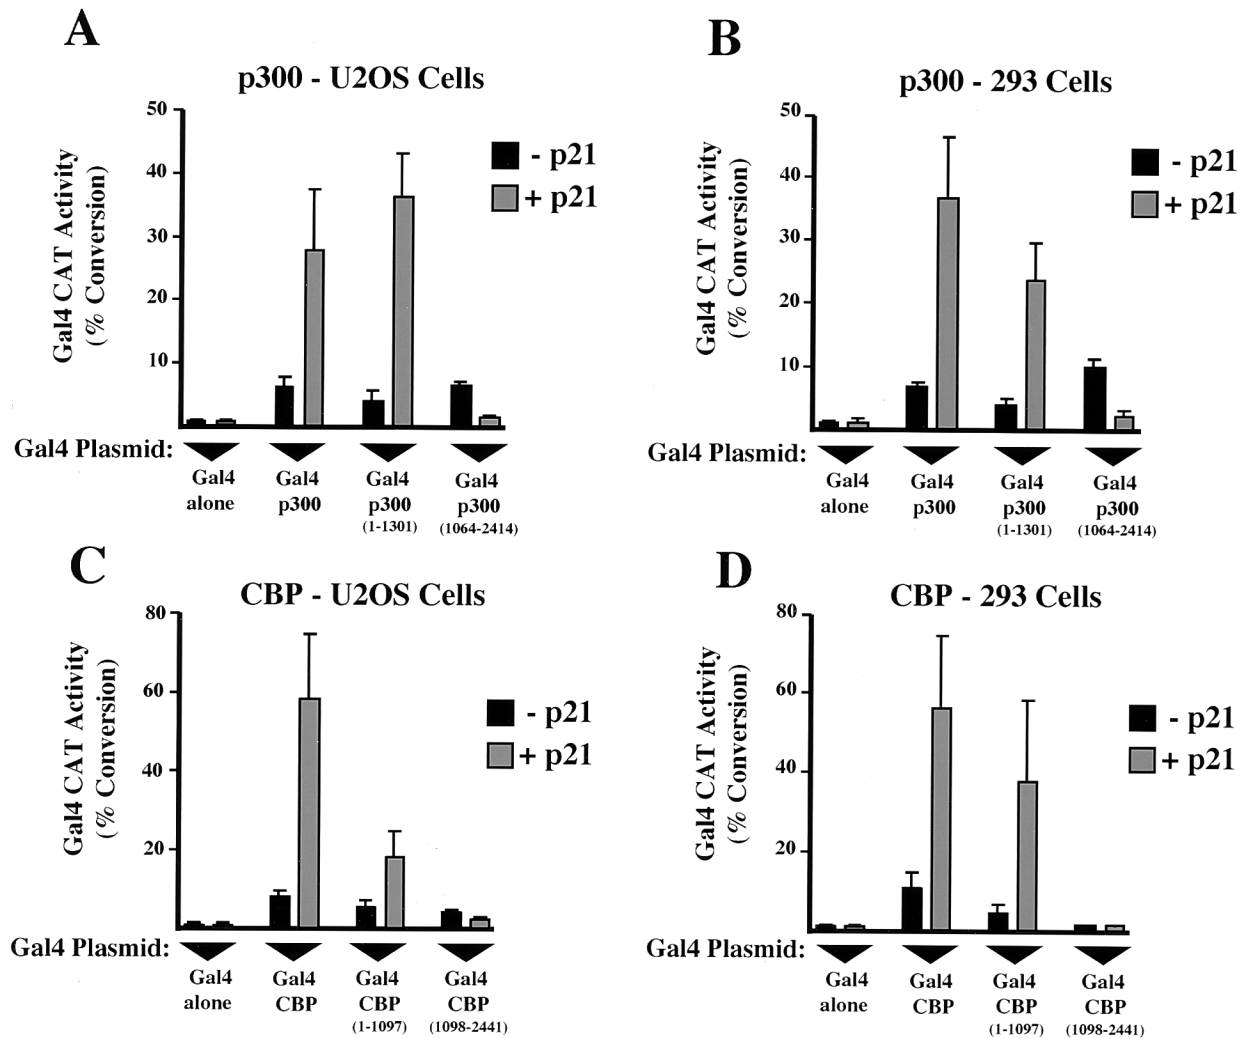 A
p300 - U2OS Cells
Gal4 CAT Activity
(% Conversion)
50
40
30
20
10
- p21
+ p21
Gal4 Plasmid:
Gal4 alone
Gal4 p300
Gal4 p300 (1-1301)
Gal4 p300 (1064-2414)
B
p300 - 293 Cells
Gal4 CAT Activity
(% Conversion)
50
40
30
20
10
- p21
+ p21
Gal4 Plasmid:
Gal4 alone
Gal4 p300
Gal4 p300 (1-1301)
Gal4 p300 (1064-2414)
C
CBP - U2OS Cells
Gal4 CAT Activity
(% Conversion)
80
60
40
20
- p21
+ p21
Gal4 Plasmid:
Gal4 alone
Gal4 CBP
Gal4 CBP (1-1097)
Gal4 CBP (1098-2441)
D
CBP - 293 Cells
Gal4 CAT Activity
(% Conversion)
80
60
40
20
- p21
+ p21
Gal4 Plasmid:
Gal4 alone
Gal4 CBP
Gal4 CBP (1-1097)
Gal4 CBP (1098-2441)